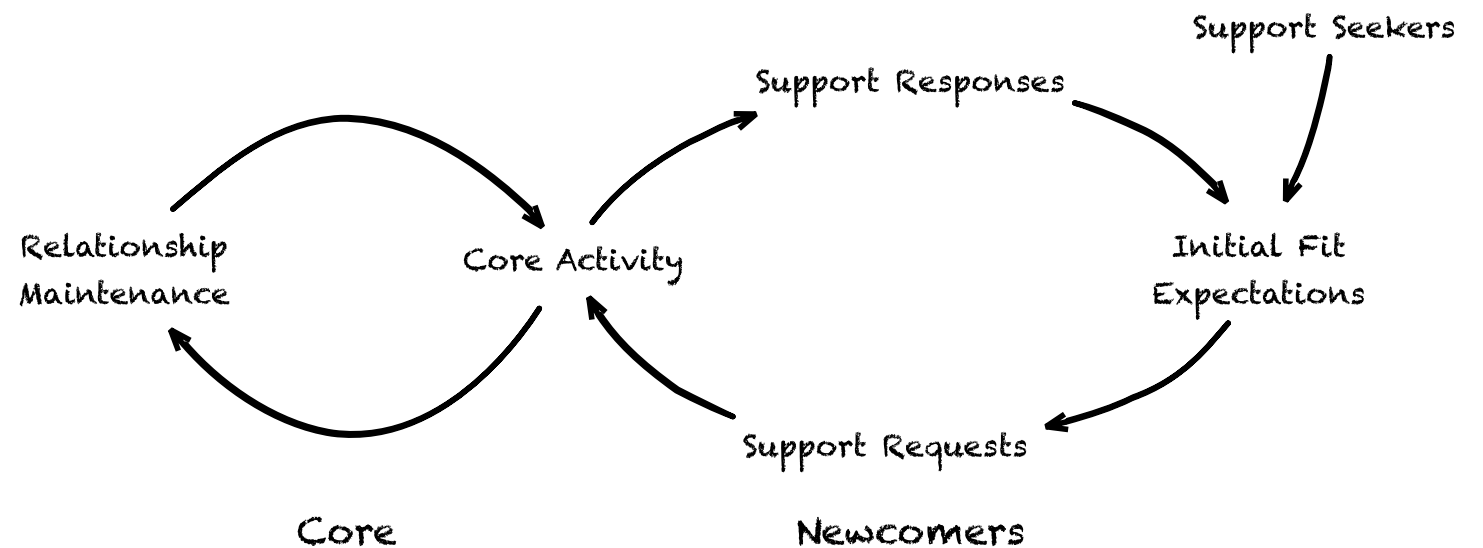 Support Seekers
Support Responses
Relationship
Maintenance
Core Activity
Initial Fit
Expectations
Support Requests
Core
Newcomers